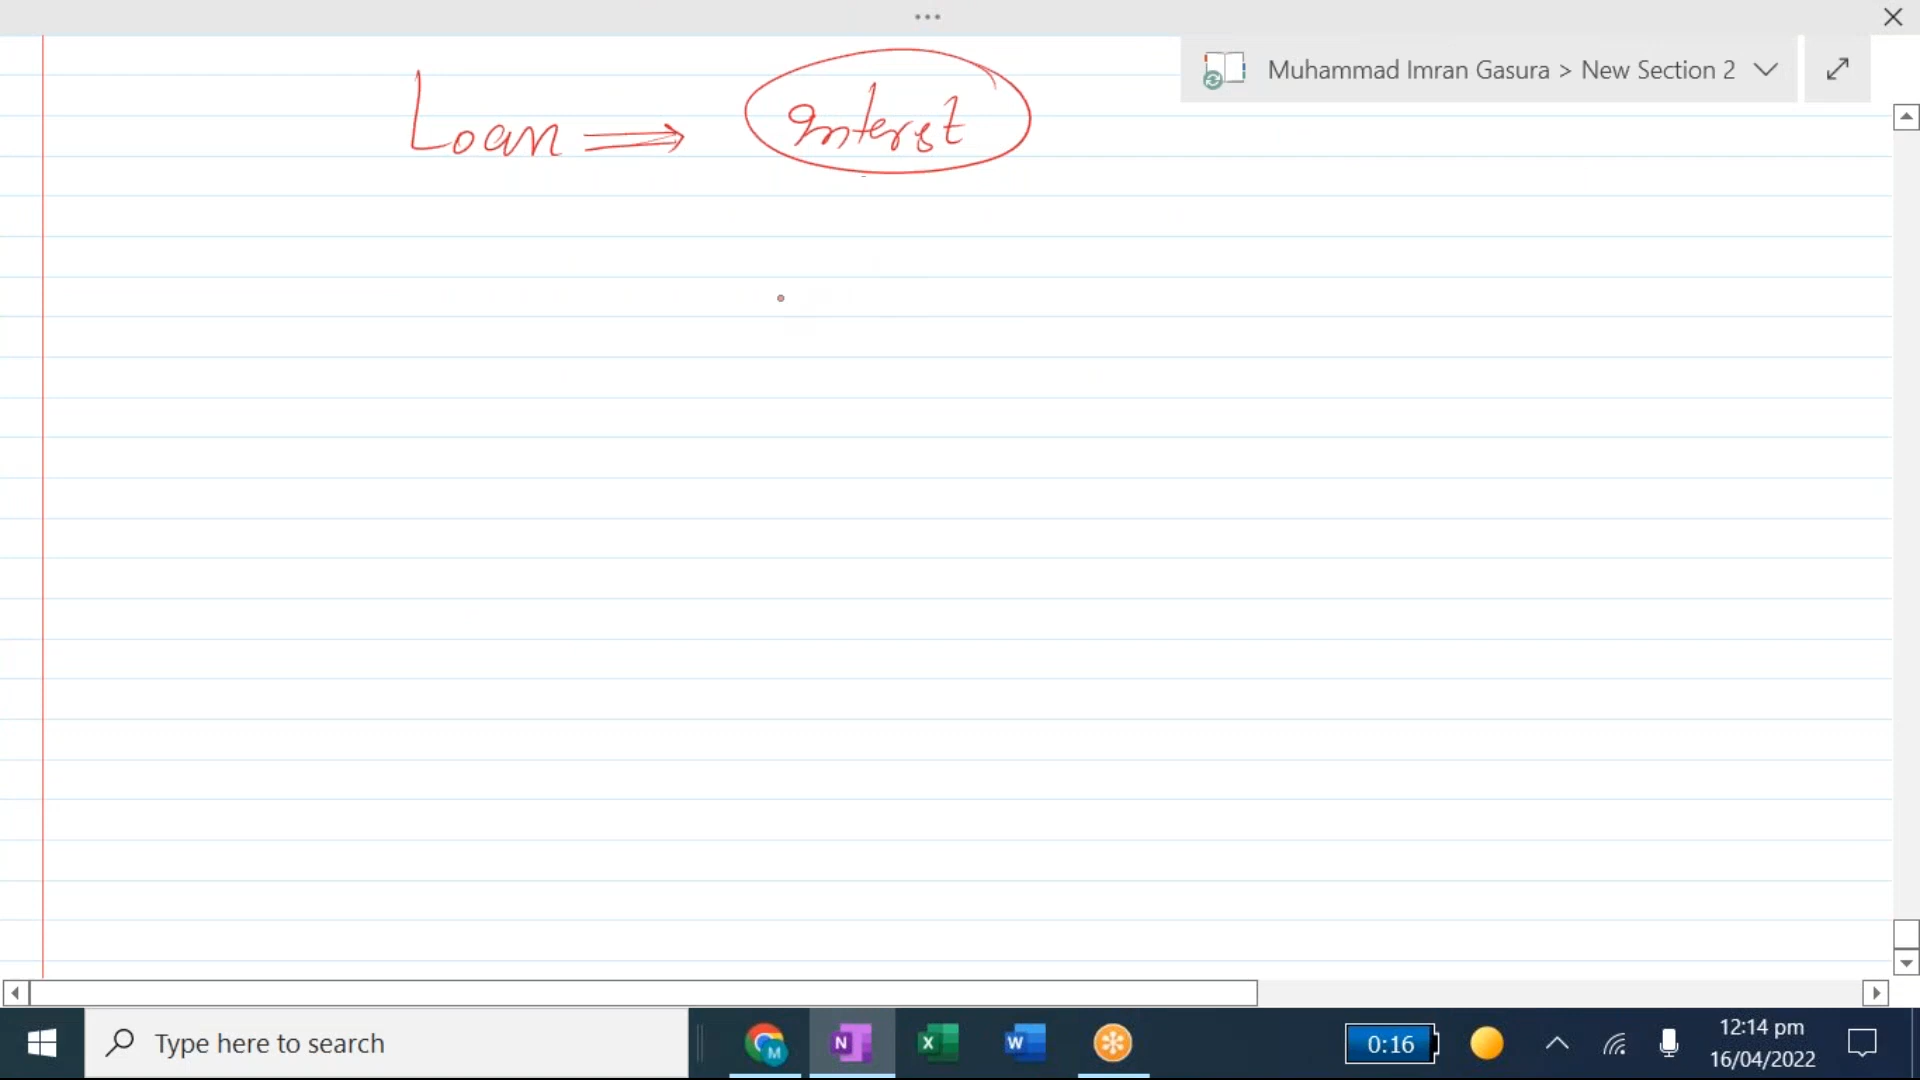 Muhammad Imran Gasura > New Section 2
Loan ⇒ Interst
Type here to search
0:16
12:14 pm
16/04/2022